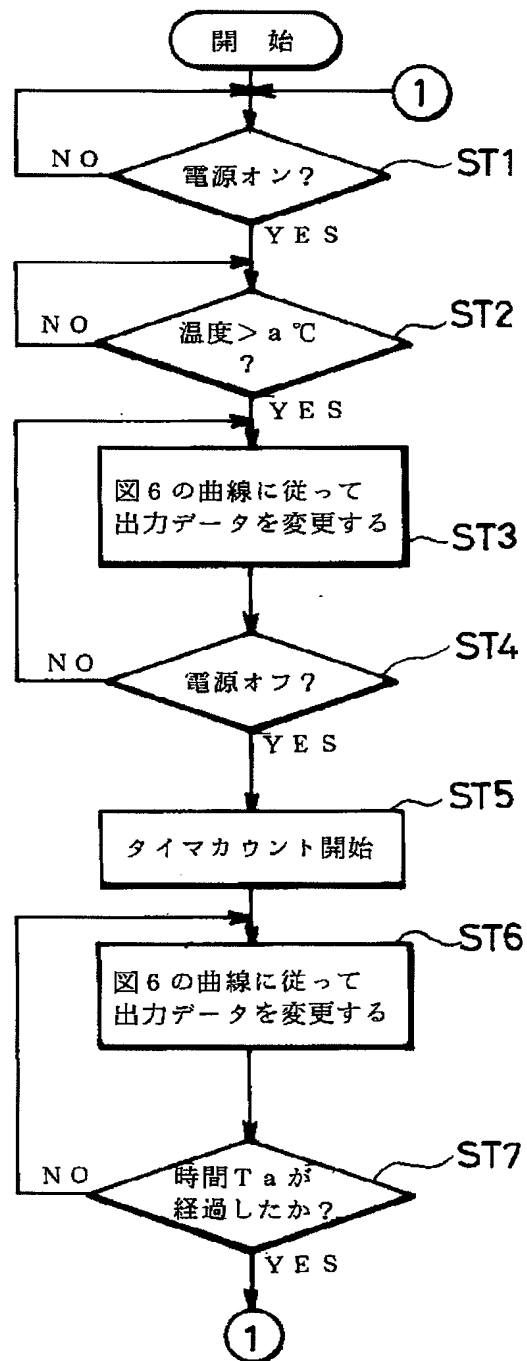 開 始
①
NO
電源オン?
ST1
YES
NO
温度>a℃
?
ST2
YES
図6の曲線に従って
出力データを変更する
ST3
NO
電源オフ?
ST4
YES
ST5
タイマカウント開始
ST6
図6の曲線に従って
出力データを変更する
NO
時間Taが
経過したか?
ST7
YES
①